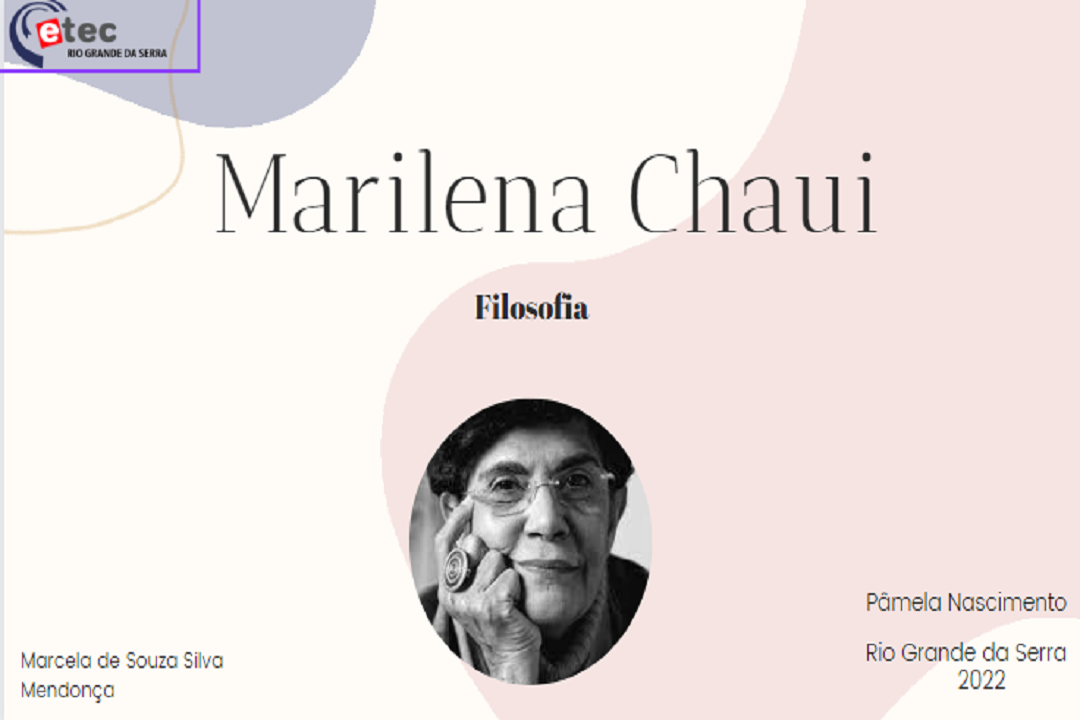 etec
RIO GRANDE DA SERRA
Marilena Chaui
Filosofia
Marcela de Souza Silva
Mendonça
Pâmela Nascimento
Rio Grande da Serra
2022